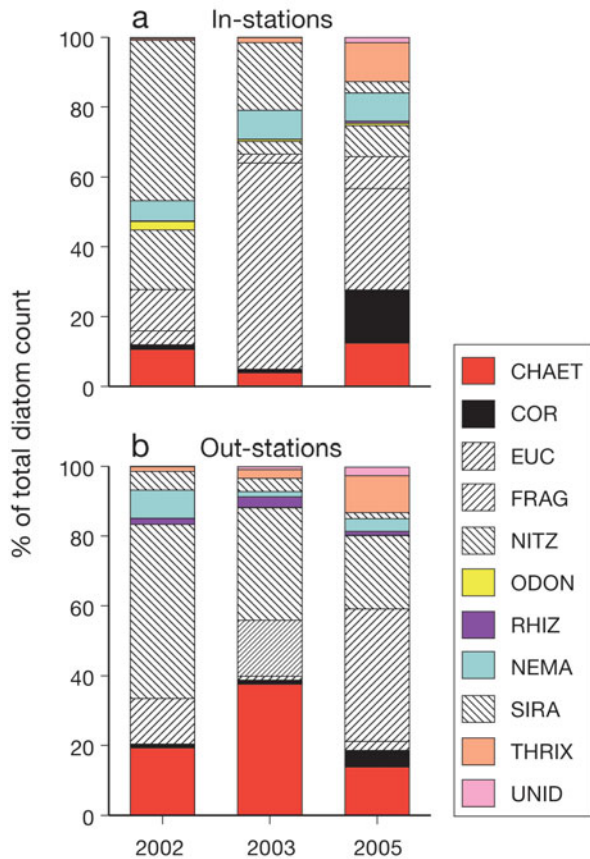 a In-stations
100
80
60
40
20
0
% of total diatom count
b Out-stations
100
80
60
40
20
0
2002 2003 2005
CHAET
COR
EUC
FRAG
NITZ
ODON
RHIZ
NEMA
SIRA
THRIX
UNID